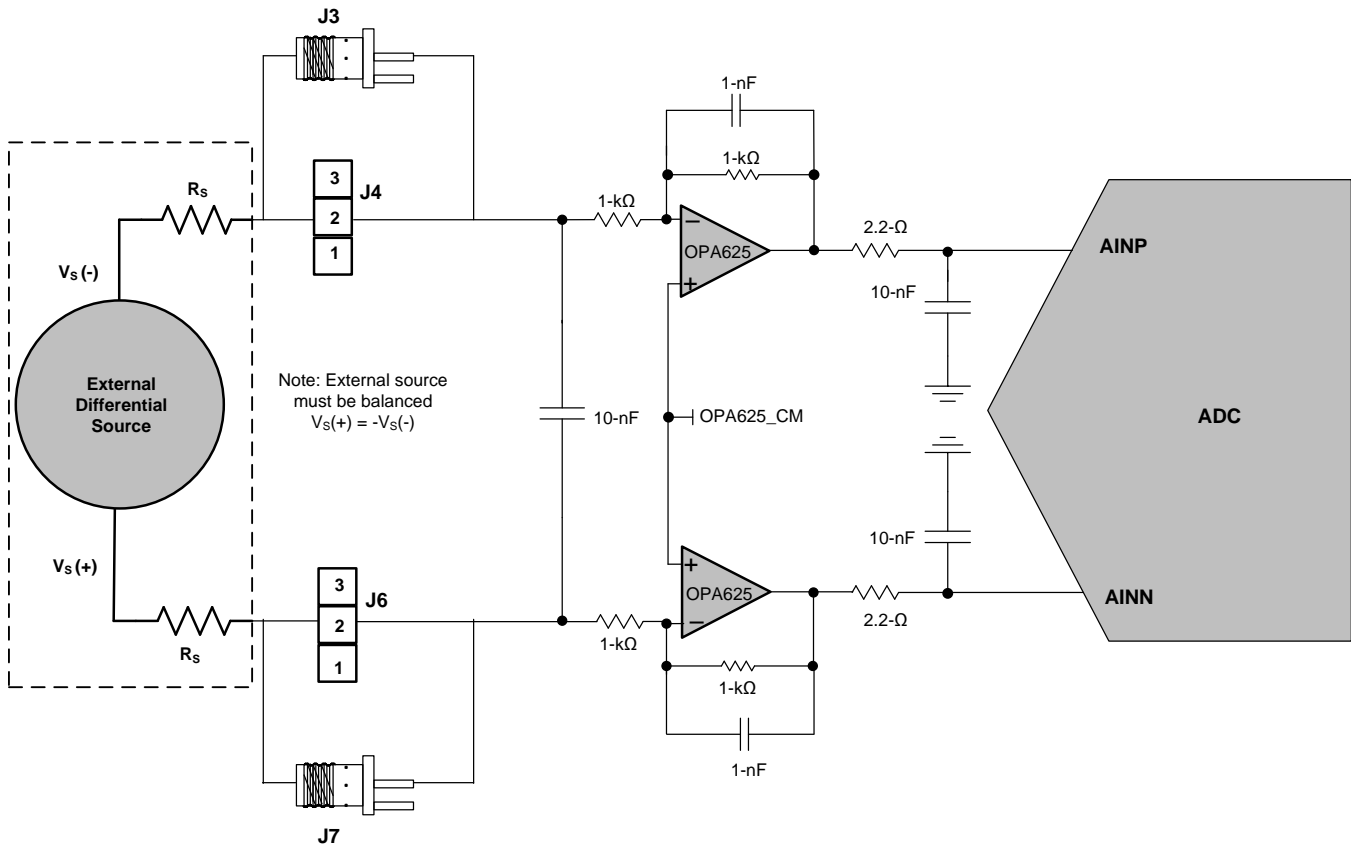 J3
1-nF
1-kΩ
3
2
1
J4
RS
1-kΩ
OPA625
2.2-Ω
AINP
10-nF
VS (-)
External
Differential
Source
Note: External source
must be balanced
VS(+) = -VS(-)
10-nF
OPA625_CM
ADC
VS (+)
10-nF
3
2
1
J6
RS
1-kΩ
OPA625
2.2-Ω
AINN
1-kΩ
1-nF
J7